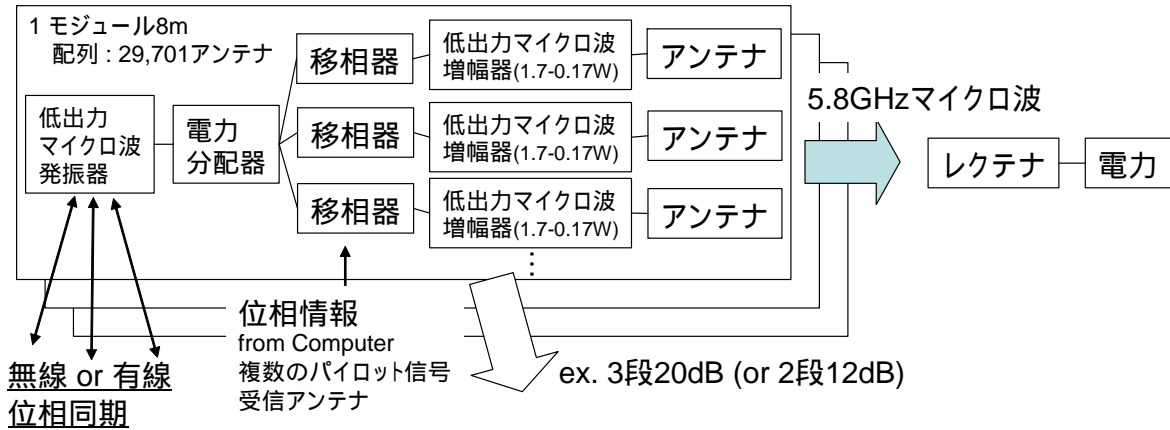 1 モジュール8m
配列 : 29,701アンテナ
低出力
マイクロ波
発振器
電力
分配器
移相器
低出力マイクロ波
増幅器(1.7-0.17W)
アンテナ
移相器
低出力マイクロ波
増幅器(1.7-0.17W)
アンテナ
移相器
低出力マイクロ波
増幅器(1.7-0.17W)
アンテナ
5.8GHzマイクロ波
レクテナ
電力
位相情報
from Computer
複数のパイロット信号
受信アンテナ
無線 or 有線
位相同期
ex. 3段20dB (or 2段12dB)